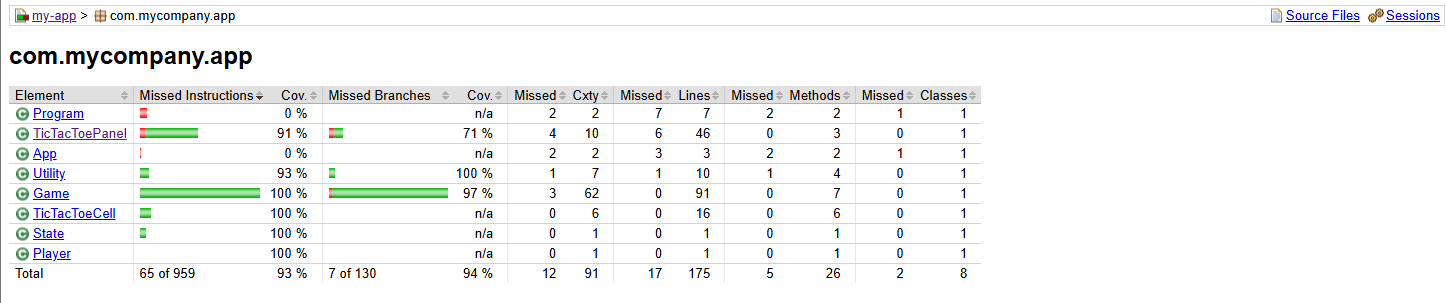 my-app > com.mycompany.app Source Files Sessions
com.mycompany.app
Element Missed Instructions Cov. Missed Branches Cov. Missed Cxty Missed Lines Missed Methods Missed Classes
Program 0 % n/a 2 2 7 7 2 2 1 1
TicTacToePanel 91 % 71 % 4 10 6 46 0 3 0 1
App 0 % n/a 2 2 3 3 2 2 1 1
Utility 93 % 100 % 1 7 1 10 1 4 0 1
Game 100 % 97 % 3 62 0 91 0 7 0 1
TicTacToeCell 100 % n/a 0 6 0 16 0 6 0 1
State 100 % n/a 0 1 0 1 0 1 0 1
Player 100 % n/a 0 1 0 1 0 1 0 1
Total 65 of 959 93 % 7 of 130 94 % 12 91 17 175 5 26 2 8